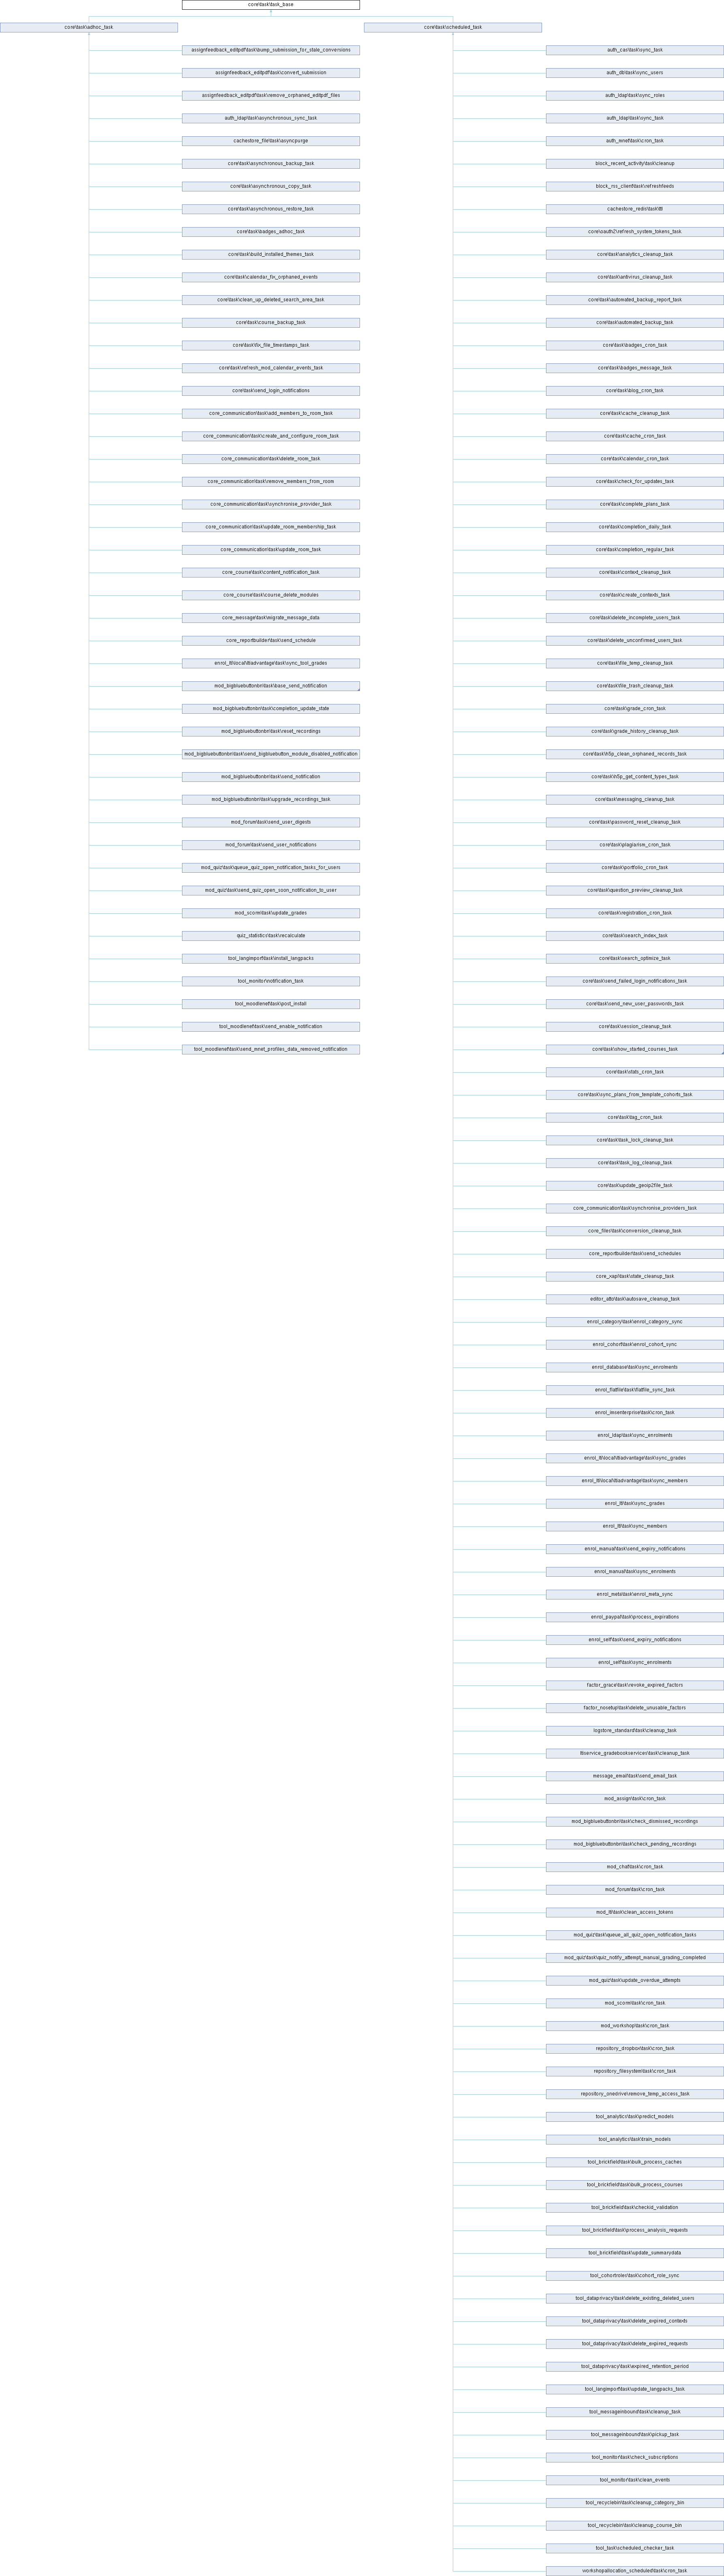 core\task\task_base
core\task\adhoc_task
core\task\scheduled_task
assignfeedback_editpdf\task\bump_submission_for_stale_conversions
assignfeedback_editpdf\task\convert_submission
assignfeedback_editpdf\task\remove_orphaned_editpdf_files
auth_ldap\task\asynchronous_sync_task
cachestore_file\task\asyncpurge
core\task\asynchronous_backup_task
core\task\asynchronous_copy_task
core\task\asynchronous_restore_task
core\task\badges_adhoc_task
core\task\build_installed_themes_task
core\task\calendar_fix_orphaned_events
core\task\clean_up_deleted_search_area_task
core\task\course_backup_task
core\task\fix_file_timestamps_task
core\task\refresh_mod_calendar_events_task
core\task\send_login_notifications
core_communication\task\add_members_to_room_task
core_communication\task\create_and_configure_room_task
core_communication\task\delete_room_task
core_communication\task\remove_members_from_room
core_communication\task\synchronise_provider_task
core_communication\task\update_room_membership_task
core_communication\task\update_room_task
core_course\task\content_notification_task
core_course\task\course_delete_modules
core_message\task\migrate_message_data
core_reportbuilder\task\send_schedule
enrol_lti\local\ltiadvantage\task\sync_tool_grades
mod_bigbluebuttonbn\task\base_send_notification
mod_bigbluebuttonbn\task\completion_update_state
mod_bigbluebuttonbn\task\reset_recordings
mod_bigbluebuttonbn\task\send_bigbluebutton_module_disabled_notification
mod_bigbluebuttonbn\task\send_notification
mod_bigbluebuttonbn\task\upgrade_recordings_task
mod_forum\task\send_user_digests
mod_forum\task\send_user_notifications
mod_quiz\task\queue_quiz_open_notification_tasks_for_users
mod_quiz\task\send_quiz_open_soon_notification_to_user
mod_scorm\task\update_grades
quiz_statistics\task\recalculate
tool_langimport\task\install_langpacks
tool_monitor\notification_task
tool_moodlenet\task\post_install
tool_moodlenet\task\send_enable_notification
tool_moodlenet\task\send_mnet_profiles_data_removed_notification
auth_cas\task\sync_task
auth_db\task\sync_users
auth_ldap\task\sync_roles
auth_ldap\task\sync_task
auth_mnet\task\cron_task
block_recent_activity\task\cleanup
block_rss_client\task\refreshfeeds
cachestore_redis\task\ttl
core\oauth2\refresh_system_tokens_task
core\task\analytics_cleanup_task
core\task\antivirus_cleanup_task
core\task\automated_backup_report_task
core\task\automated_backup_task
core\task\badges_cron_task
core\task\badges_message_task
core\task\blog_cron_task
core\task\cache_cleanup_task
core\task\cache_cron_task
core\task\calendar_cron_task
core\task\check_for_updates_task
core\task\complete_plans_task
core\task\completion_daily_task
core\task\completion_regular_task
core\task\context_cleanup_task
core\task\create_contexts_task
core\task\delete_incomplete_users_task
core\task\delete_unconfirmed_users_task
core\task\file_temp_cleanup_task
core\task\file_trash_cleanup_task
core\task\grade_cron_task
core\task\grade_history_cleanup_task
core\task\h5p_clean_orphaned_records_task
core\task\h5p_get_content_types_task
core\task\messaging_cleanup_task
core\task\password_reset_cleanup_task
core\task\plagiarism_cron_task
core\task\portfolio_cron_task
core\task\question_preview_cleanup_task
core\task\registration_cron_task
core\task\search_index_task
core\task\search_optimize_task
core\task\send_failed_login_notifications_task
core\task\send_new_user_passwords_task
core\task\session_cleanup_task
core\task\show_started_courses_task
core\task\stats_cron_task
core\task\sync_plans_from_template_cohorts_task
core\task\tag_cron_task
core\task\task_lock_cleanup_task
core\task\task_log_cleanup_task
core\task\update_geoip2file_task
core_communication\task\synchronise_providers_task
core_files\task\conversion_cleanup_task
core_reportbuilder\task\send_schedules
core_xapi\task\state_cleanup_task
editor_atto\task\autosave_cleanup_task
enrol_category\task\enrol_category_sync
enrol_cohort\task\enrol_cohort_sync
enrol_database\task\sync_enrolments
enrol_flatfile\task\flatfile_sync_task
enrol_imsenterprise\task\cron_task
enrol_ldap\task\sync_enrolments
enrol_lti\local\ltiadvantage\task\sync_grades
enrol_lti\local\ltiadvantage\task\sync_members
enrol_lti\task\sync_grades
enrol_lti\task\sync_members
enrol_manual\task\send_expiry_notifications
enrol_manual\task\sync_enrolments
enrol_meta\task\enrol_meta_sync
enrol_paypal\task\process_expirations
enrol_self\task\send_expiry_notifications
enrol_self\task\sync_enrolments
factor_grace\task\revoke_expired_factors
factor_nosetup\task\delete_unusable_factors
logstore_standard\task\cleanup_task
ltiservice_gradebookservices\task\cleanup_task
message_email\task\send_email_task
mod_assign\task\cron_task
mod_bigbluebuttonbn\task\check_dismissed_recordings
mod_bigbluebuttonbn\task\check_pending_recordings
mod_chat\task\cron_task
mod_forum\task\cron_task
mod_lti\task\clean_access_tokens
mod_quiz\task\queue_all_quiz_open_notification_tasks
mod_quiz\task\quiz_notify_attempt_manual_grading_completed
mod_quiz\task\update_overdue_attempts
mod_scorm\task\cron_task
mod_workshop\task\cron_task
repository_dropbox\task\cron_task
repository_filesystem\task\cron_task
repository_onedrive\remove_temp_access_task
tool_analytics\task\predict_models
tool_analytics\task\train_models
tool_brickfield\task\bulk_process_caches
tool_brickfield\task\bulk_process_courses
tool_brickfield\task\checkid_validation
tool_brickfield\task\process_analysis_requests
tool_brickfield\task\update_summarydata
tool_cohortroles\task\cohort_role_sync
tool_dataprivacy\task\delete_existing_deleted_users
tool_dataprivacy\task\delete_expired_contexts
tool_dataprivacy\task\delete_expired_requests
tool_dataprivacy\task\expired_retention_period
tool_langimport\task\update_langpacks_task
tool_messageinbound\task\cleanup_task
tool_messageinbound\task\pickup_task
tool_monitor\task\check_subscriptions
tool_monitor\task\clean_events
tool_recyclebin\task\cleanup_category_bin
tool_recyclebin\task\cleanup_course_bin
tool_task\scheduled_checker_task
workshopallocation_scheduled\task\cron_task